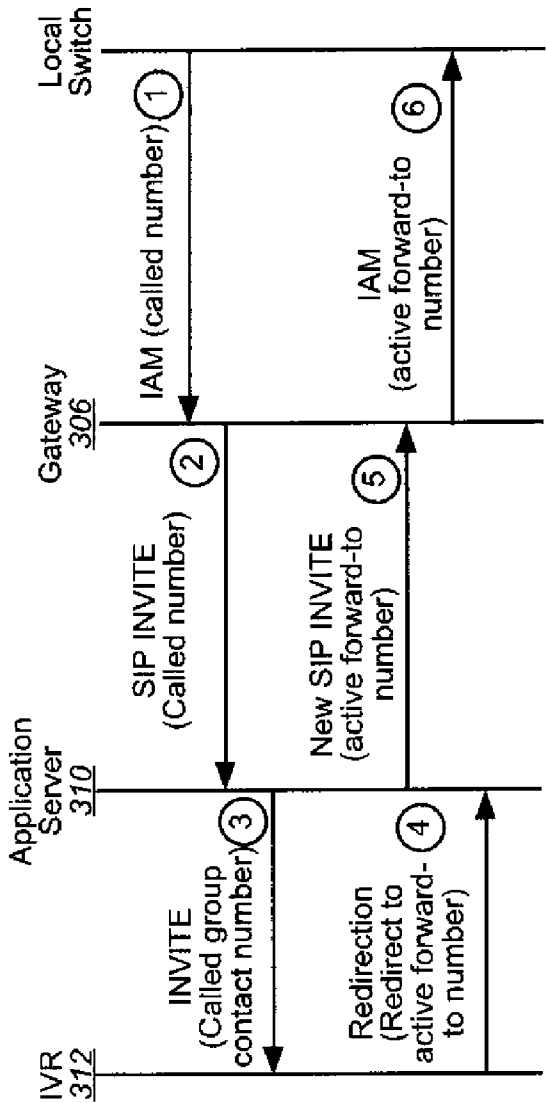 IVR
312
Application
Server
310
Gateway
306
Local
Switch
IAM (called number)
1
SIP INVITE
(Called number)
2
INVITE
(Called group
contact number)
3
Redirection
(Redirect to
active forward-
to number)
4
New SIP INVITE
(active forward-to
number)
5
IAM
(active forward-to
number)
6